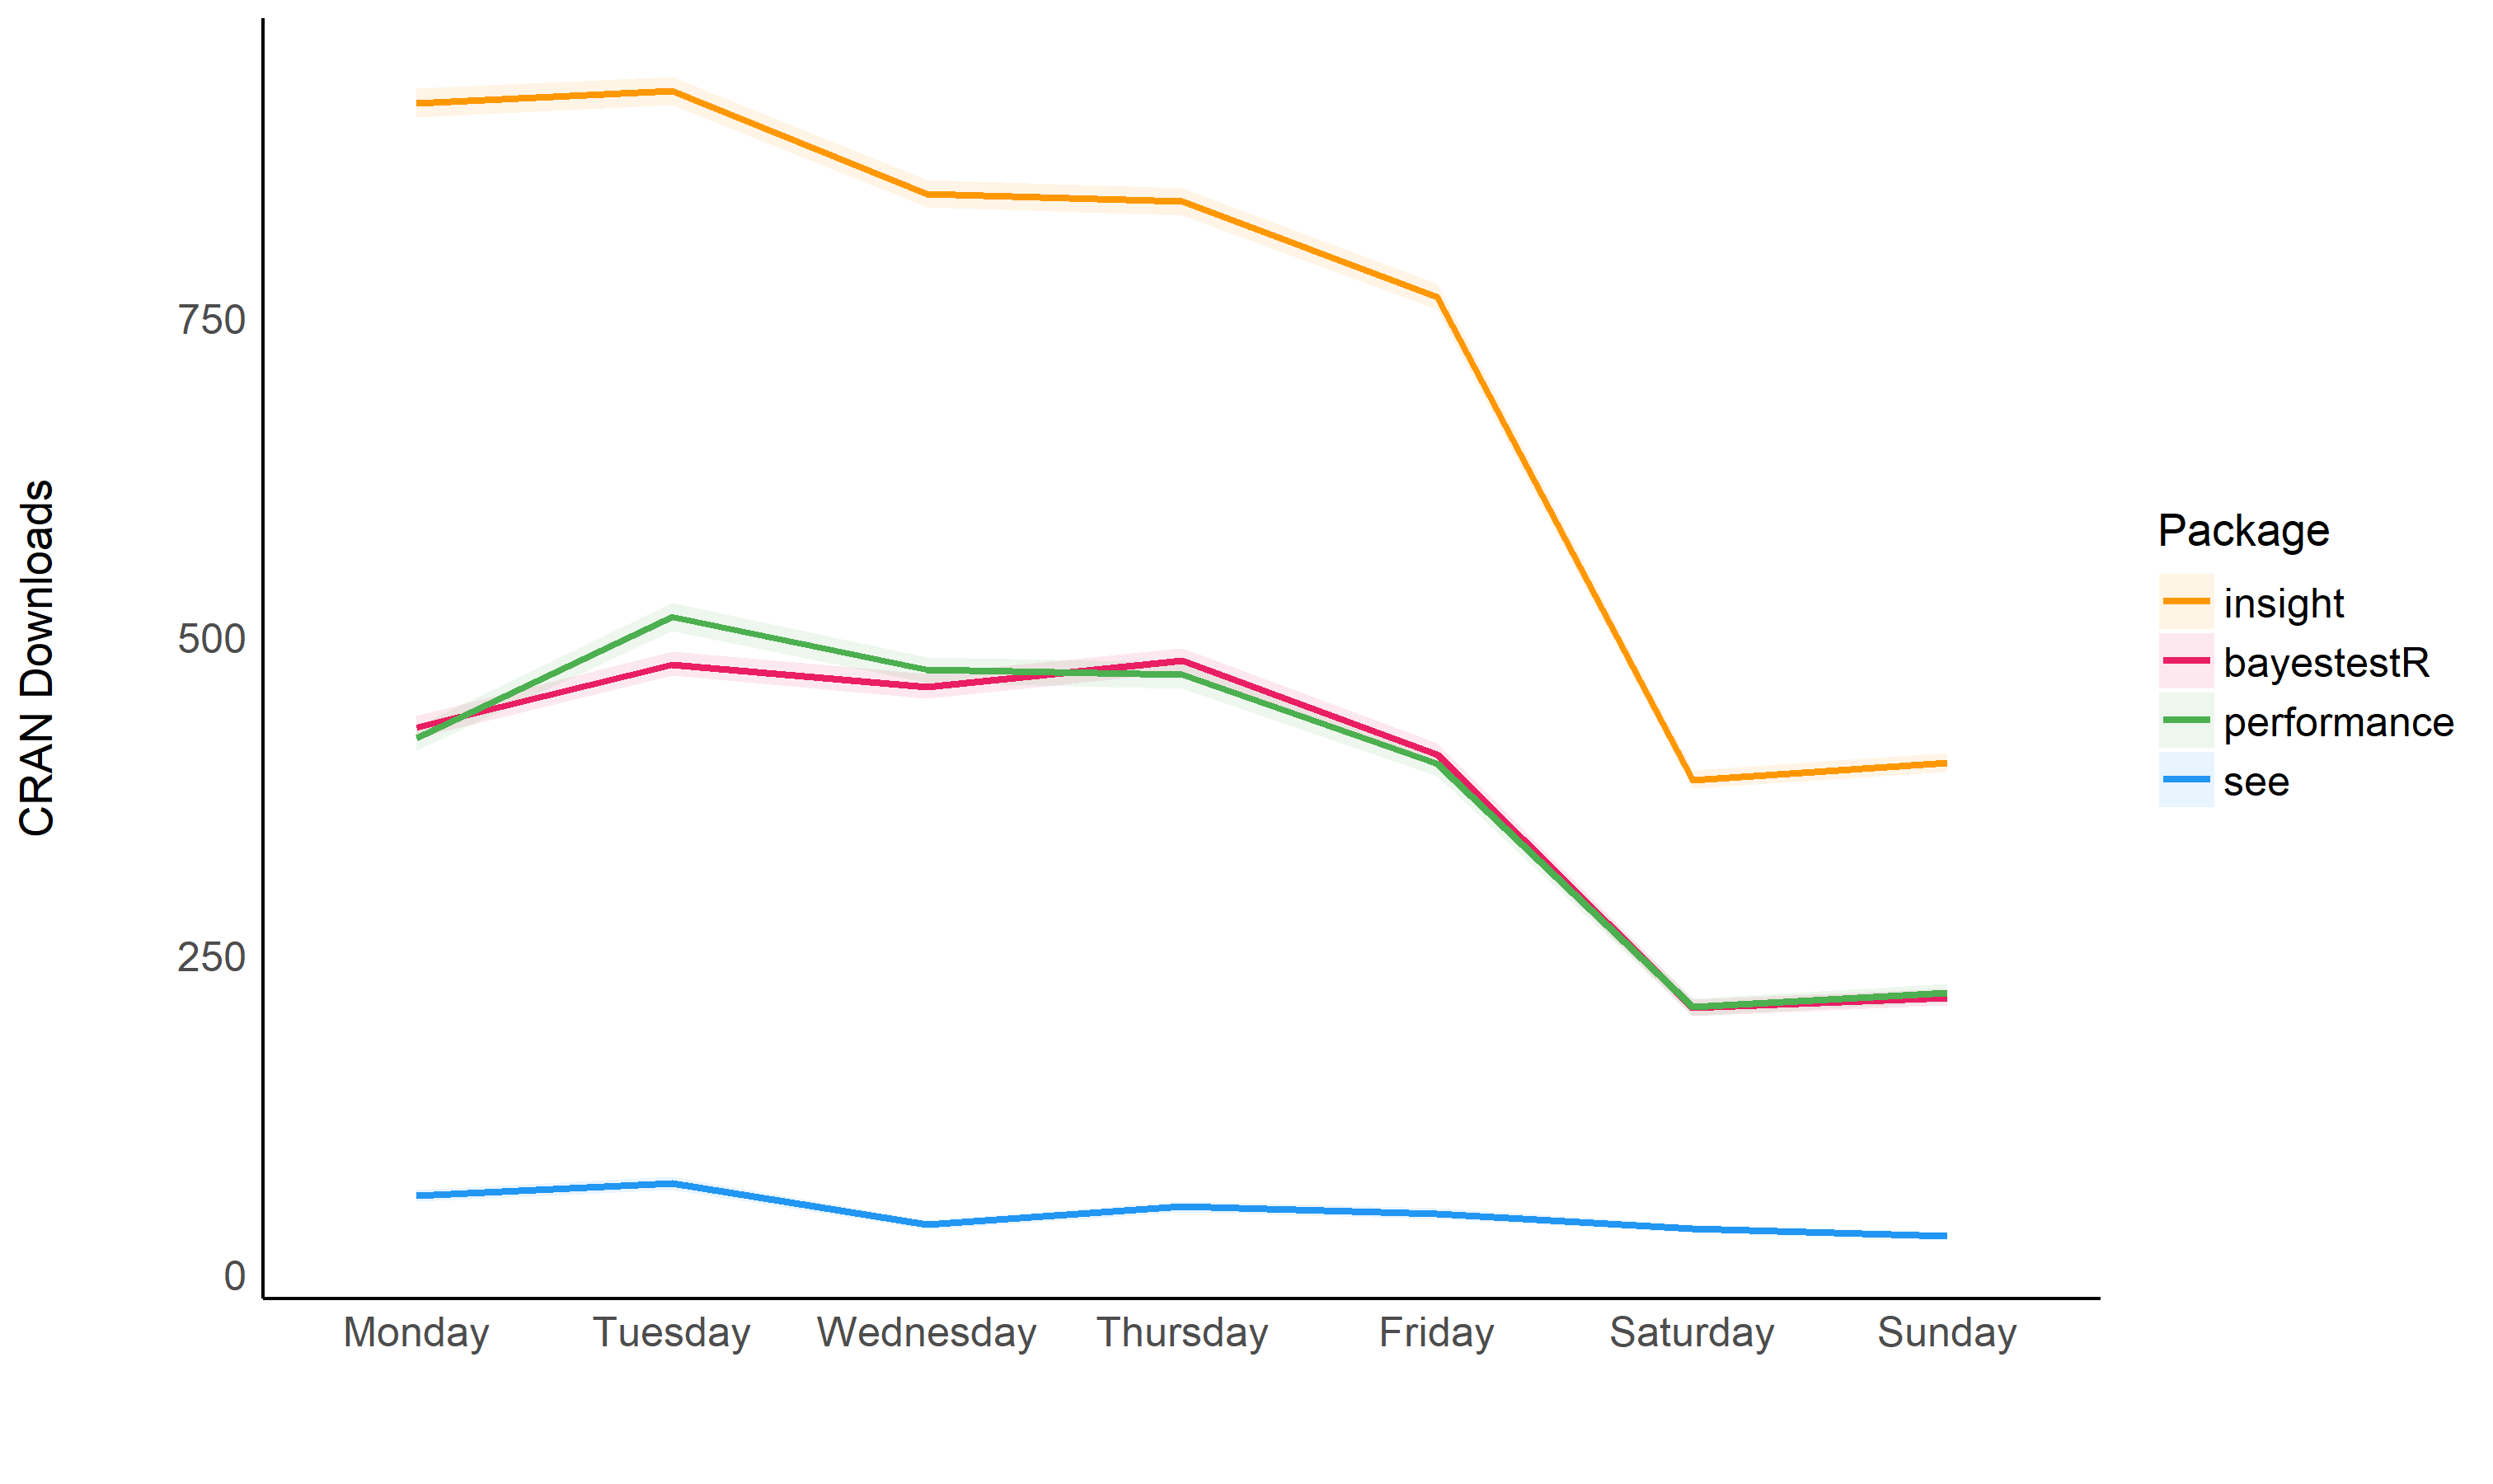 CRAN Downloads
750
500
250
0
Monday Tuesday Wednesday Thursday Friday Saturday Sunday
Package
insight
bayestestR
performance
see